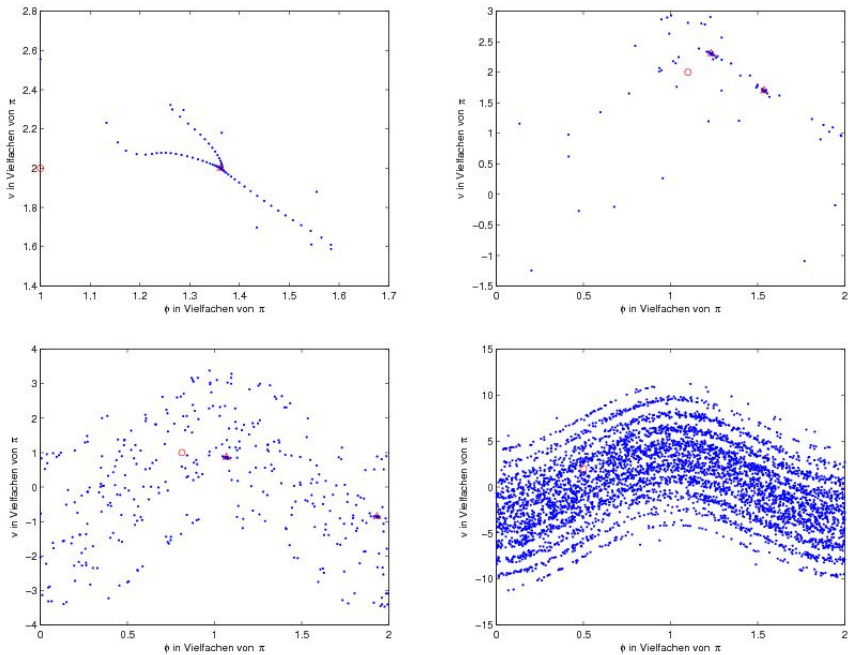 2.8
2.6
2.4
2.2
2
1.8
1.6
1.4
v in Vielfachen von π
1 1.1 1.2 1.3 1.4 1.5 1.6 1.7
ϕ in Vielfachen von π
3
2.5
2
1.5
1
0.5
0
−0.5
−1
−1.5
v in Vielfachen von π
0 0.5 1 1.5 2
ϕ in Vielfachen von π
4
3
2
1
0
−1
−2
−3
−4
v in Vielfachen von π
0 0.5 1 1.5 2
ϕ in Vielfachen von π
15
10
5
0
−5
−10
−15
v in Vielfachen von π
0 0.5 1 1.5 2
ϕ in Vielfachen von π